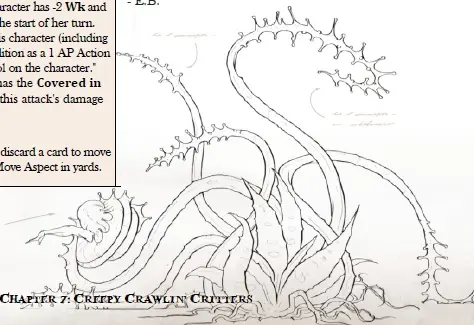 aracter has -2 Wk and
the start of her turn.
is character (including
dition as a 1 AP Action
ol on the character."
has the Covered in
this attack's damage
discard a card to move
Move Aspect in yards.
- E.B.
Chapter 7: Creepy Crawlin' Critters